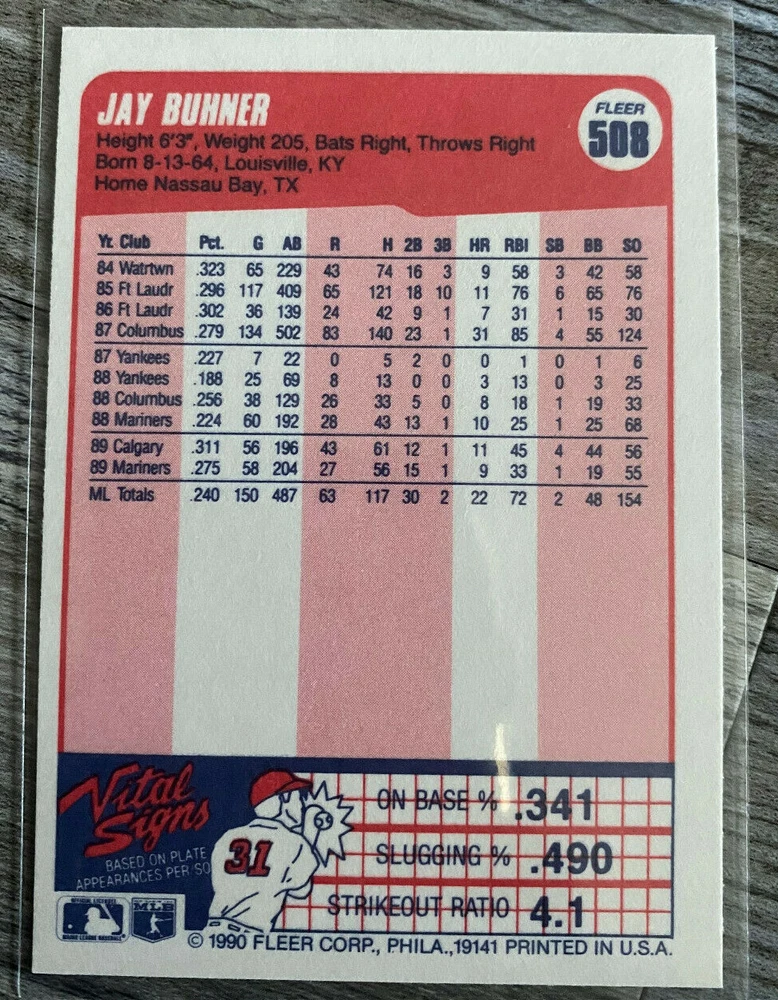 JAY BUHNER
FLEER
508
Height 6'3", Weight 205, Bats Right, Throws Right
Born 8-13-64, Louisville, KY
Home Nassau Bay, TX
Yr. Club Pct. G AB R H 2B 3B HR RBI SB BB SO
84 Watrtwn .323 65 229 43 74 16 3 9 58 3 42 58
85 Ft Laudr .296 117 409 65 121 18 10 11 76 6 65 76
86 Ft Laudr .302 36 139 24 42 9 1 7 31 1 15 30
87 Columbus .279 134 502 83 140 23 1 31 85 4 55 124
87 Yankees .227 7 22 0 5 2 0 0 1 0 1 6
88 Yankees .188 25 69 8 13 0 0 3 13 0 3 25
88 Columbus .256 38 129 26 33 5 0 8 18 1 19 33
88 Mariners .224 60 192 28 43 13 1 10 25 1 25 68
89 Calgary .311 56 196 43 61 12 1 11 45 4 44 56
89 Mariners .275 58 204 27 56 15 1 9 33 1 19 55
ML Totals .240 150 487 63 117 30 2 22 72 2 48 154
Vital
Signs
BASED ON PLATE
APPEARANCES PER/SO
31
ON BASE % .341
SLUGGING % .490
STRIKEOUT RATIO 4.1
MLB
© 1990 FLEER CORP., PHILA.,19141 PRINTED IN U.S.A.